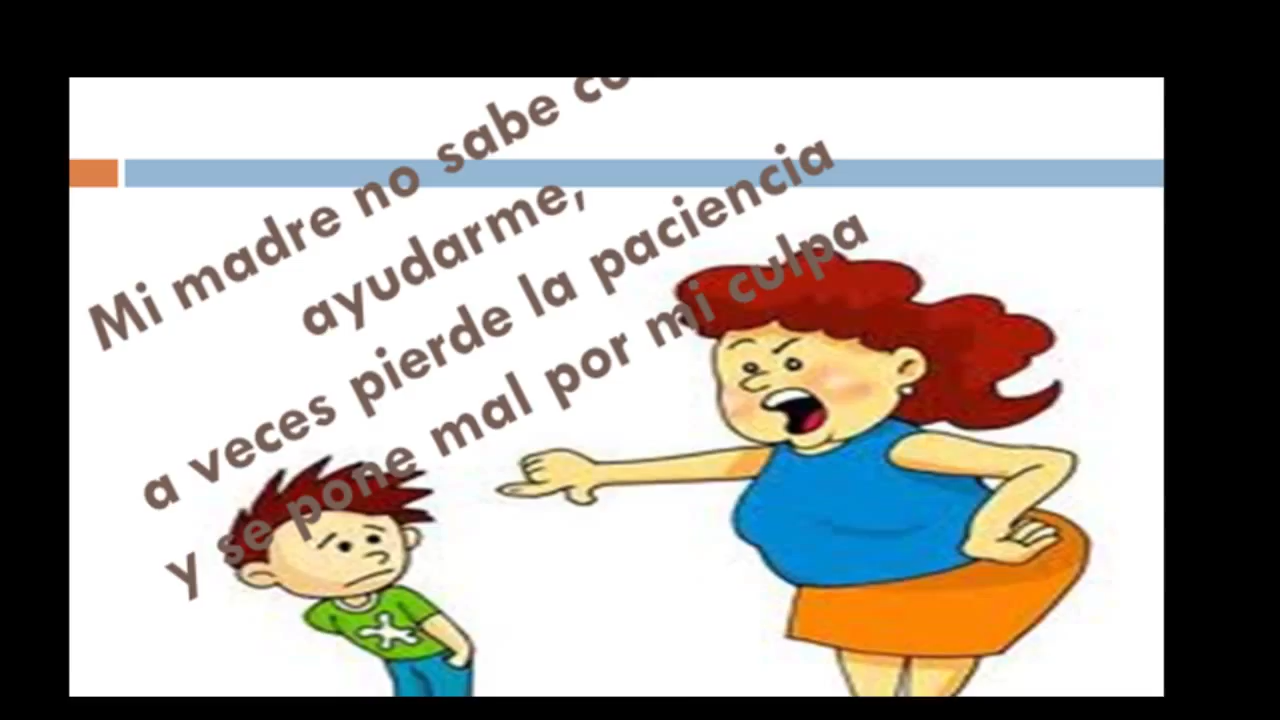 Mi madre no sabe
ayudarme,
a veces pierde la paciencia
y se pone mal por mi culpa